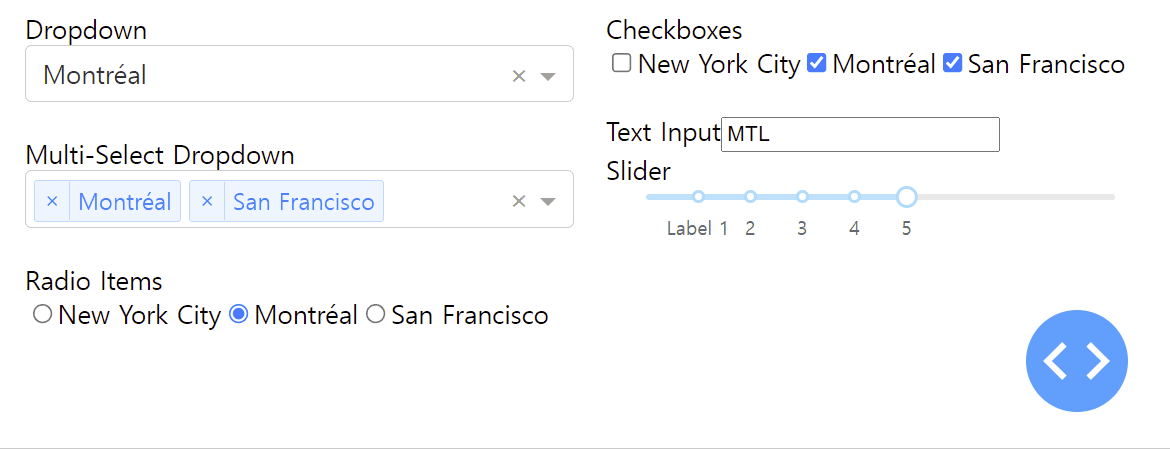 Dropdown
Montréal
Multi-Select Dropdown
× Montréal × San Francisco
Radio Items
New York City Montréal San Francisco
Checkboxes
New York City Montréal San Francisco
Text Input MTL
Slider
Label 1 2 3 4 5